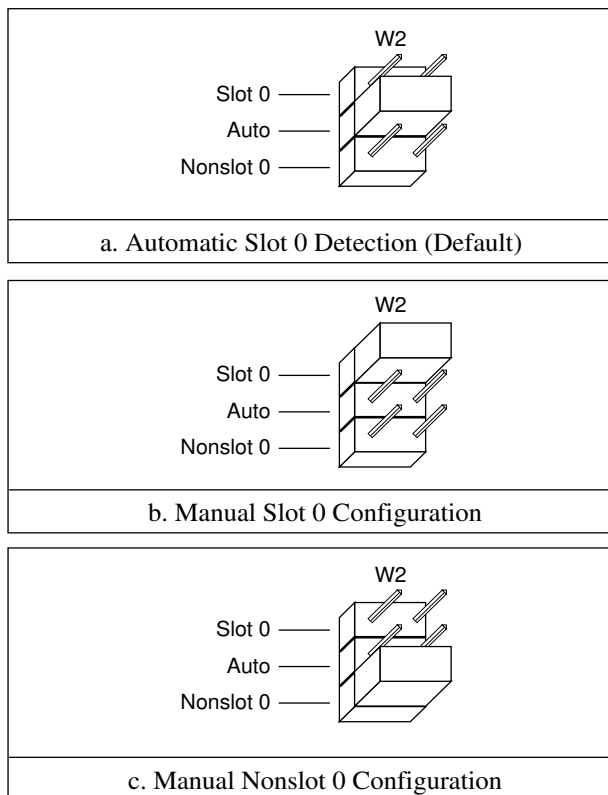 W2
Slot 0
Auto
Nonslot 0
a. Automatic Slot 0 Detection (Default)
W2
Slot 0
Auto
Nonslot 0
b. Manual Slot 0 Configuration
W2
Slot 0
Auto
Nonslot 0
c. Manual Nonslot 0 Configuration